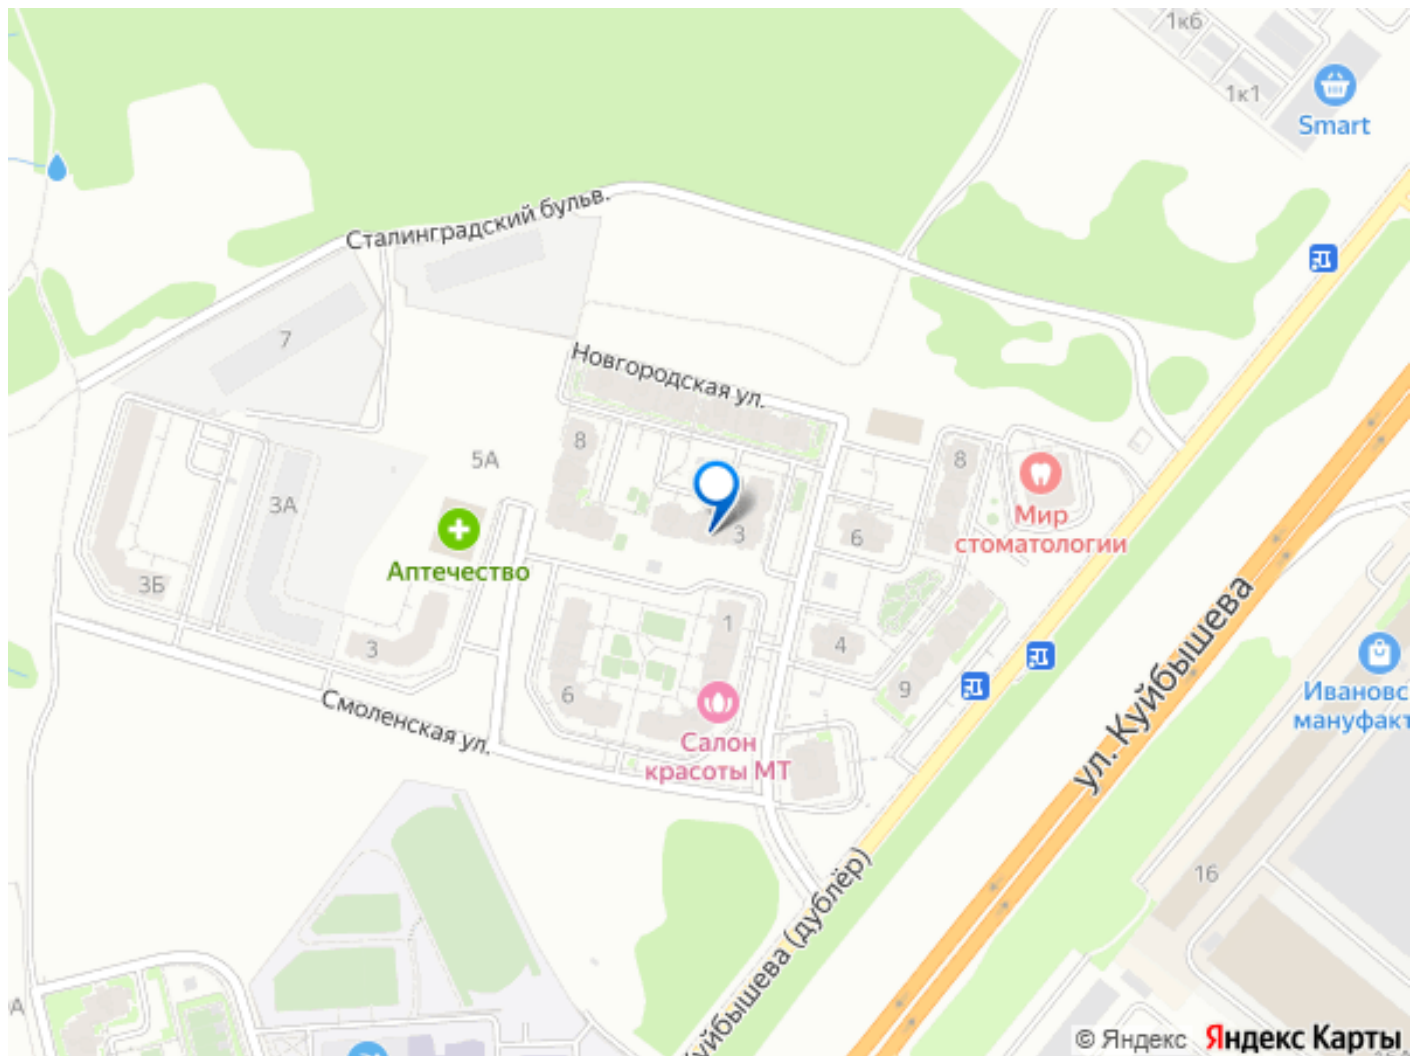 1к6
1к1
Smart
Сталинградский бульв.
7
Новгородская ул.
8
5А
8
3А
Мир
стоматологии
3
6
Аптечество
3Б
1
4
3
6
9
Смоленская ул.
Салон
красоты МТ
ул. Куйбышева
Ивановс
мануфакт
16
Куйбышева (дублёр)
© Яндекс Яндекс Карты